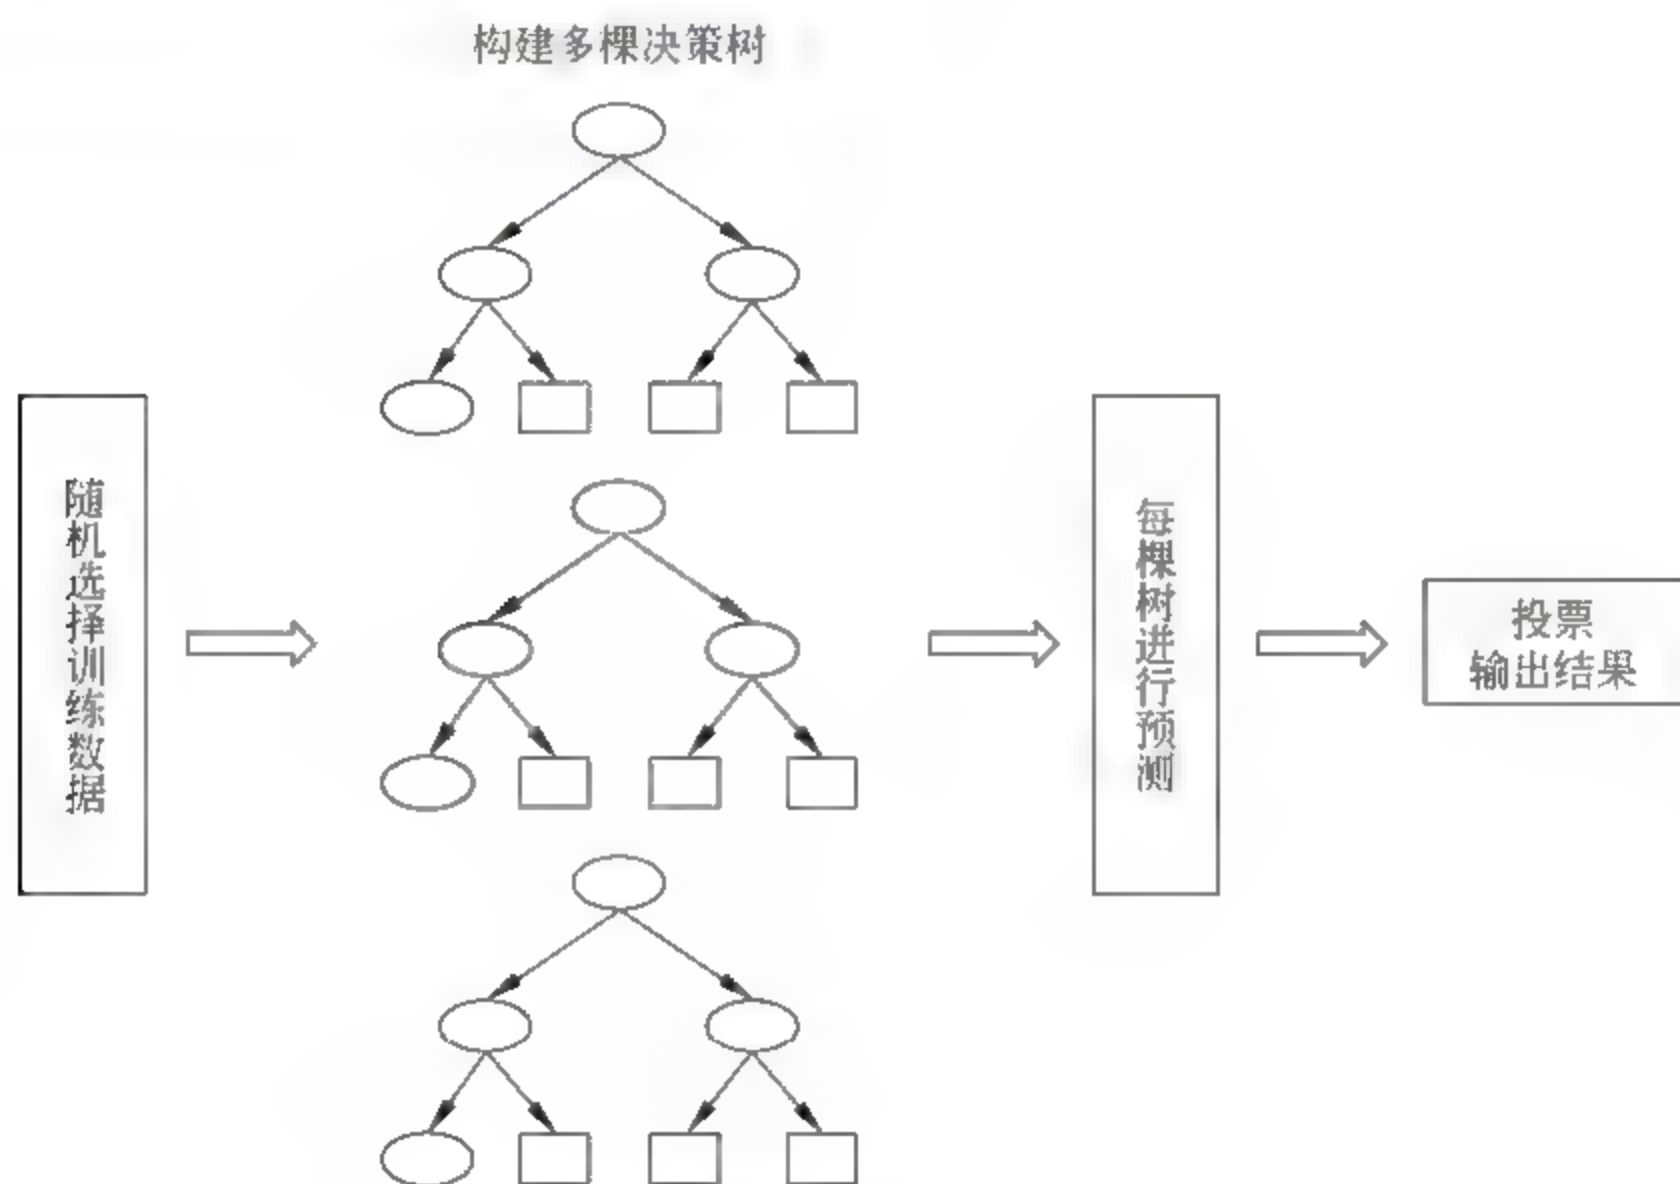 构建多棵决策树
随机选择训练数据
每棵树进行预测
投票
输出结果